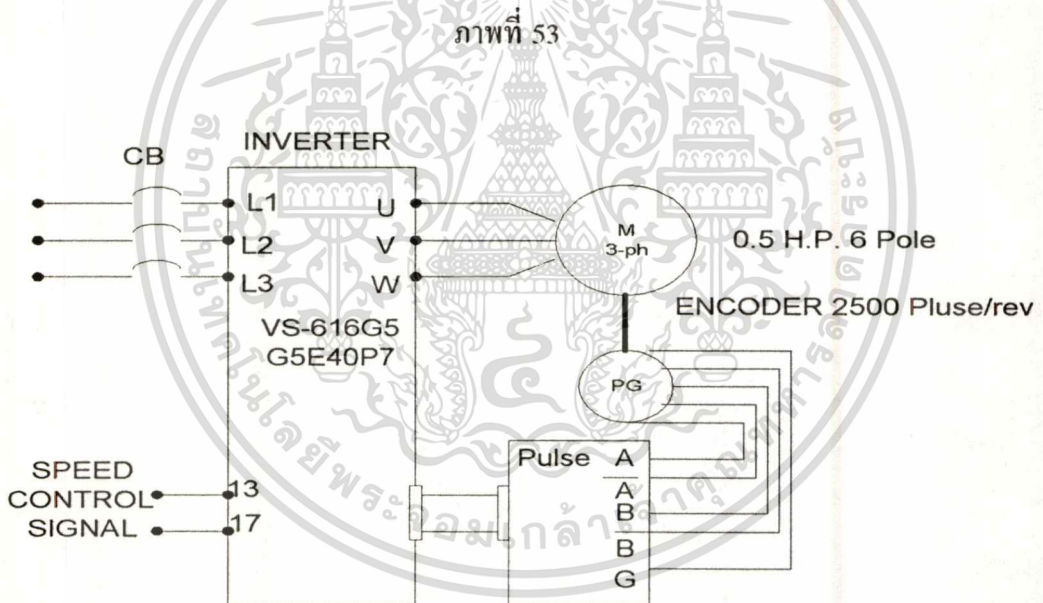 ภาพที่ 53
CB
INVERTER
L1
L2
L3
U
V
W
M
3-ph
0.5 H.P. 6 Pole
ENCODER 2500 Pluse/rev
VS-616G5
G5E40P7
PG
Pulse
A
A
B
B
G
SPEED
CONTROL
SIGNAL
13
17